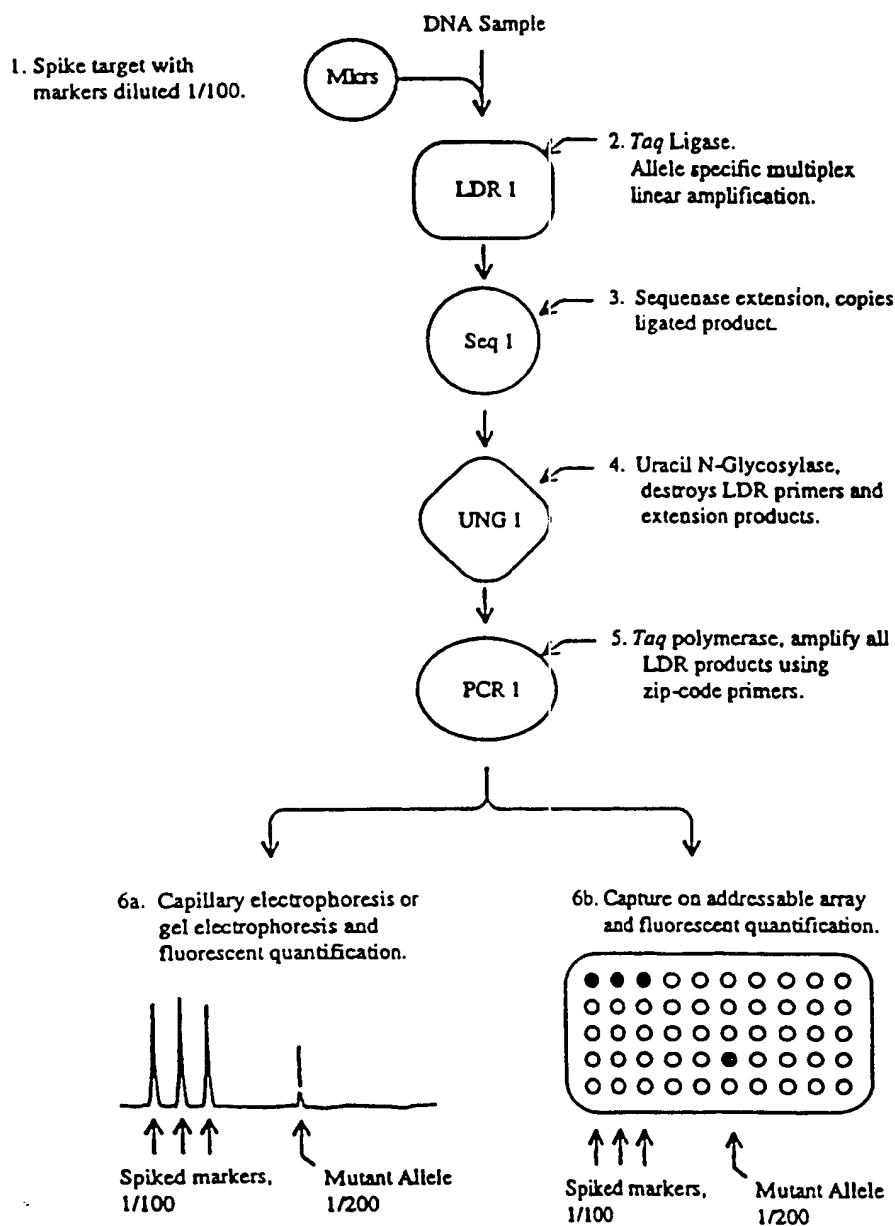 DNA Sample
1. Spike target with
markers diluted 1/100.
Mkrs
2. Taq Ligase.
Allele specific multiplex
linear amplification.
LDR 1
3. Sequenase extension, copies
ligated product.
Seq 1
4. Uracil N-Glycosylase,
destroys LDR primers and
extension products.
UNG 1
5. Taq polymerase, amplify all
LDR products using
zip-code primers.
PCR 1
6a. Capillary electrophoresis or
gel electrophoresis and
fluorescent quantification.
6b. Capture on addressable array
and fluorescent quantification.
Spiked markers,
1/100
Mutant Allele
1/200
Spiked markers,
1/100
Mutant Allele
1/200